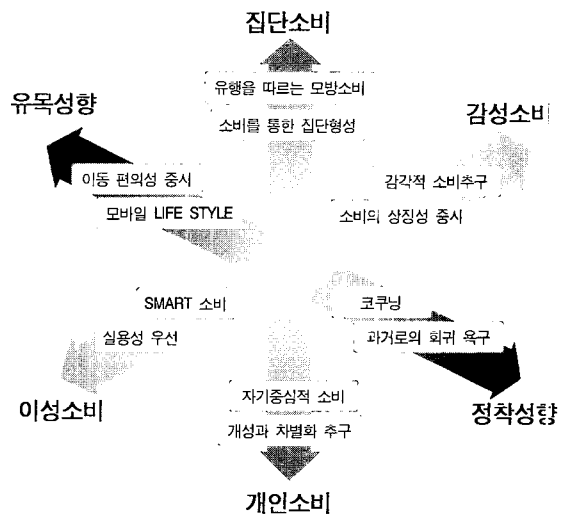 집단소비
유행을 따르는 모방소비
소비를 통한 집단형성
유목성향
이동 편의성 중시
모바일 LIFE STYLE
감성소비
감각적 소비추구
소비의 상징성 중시
SMART 소비
실용성 우선
이성소비
코쿠닝
과거로의 회귀 욕구
정착성향
자기중심적 소비
개성과 차별화 추구
개인소비